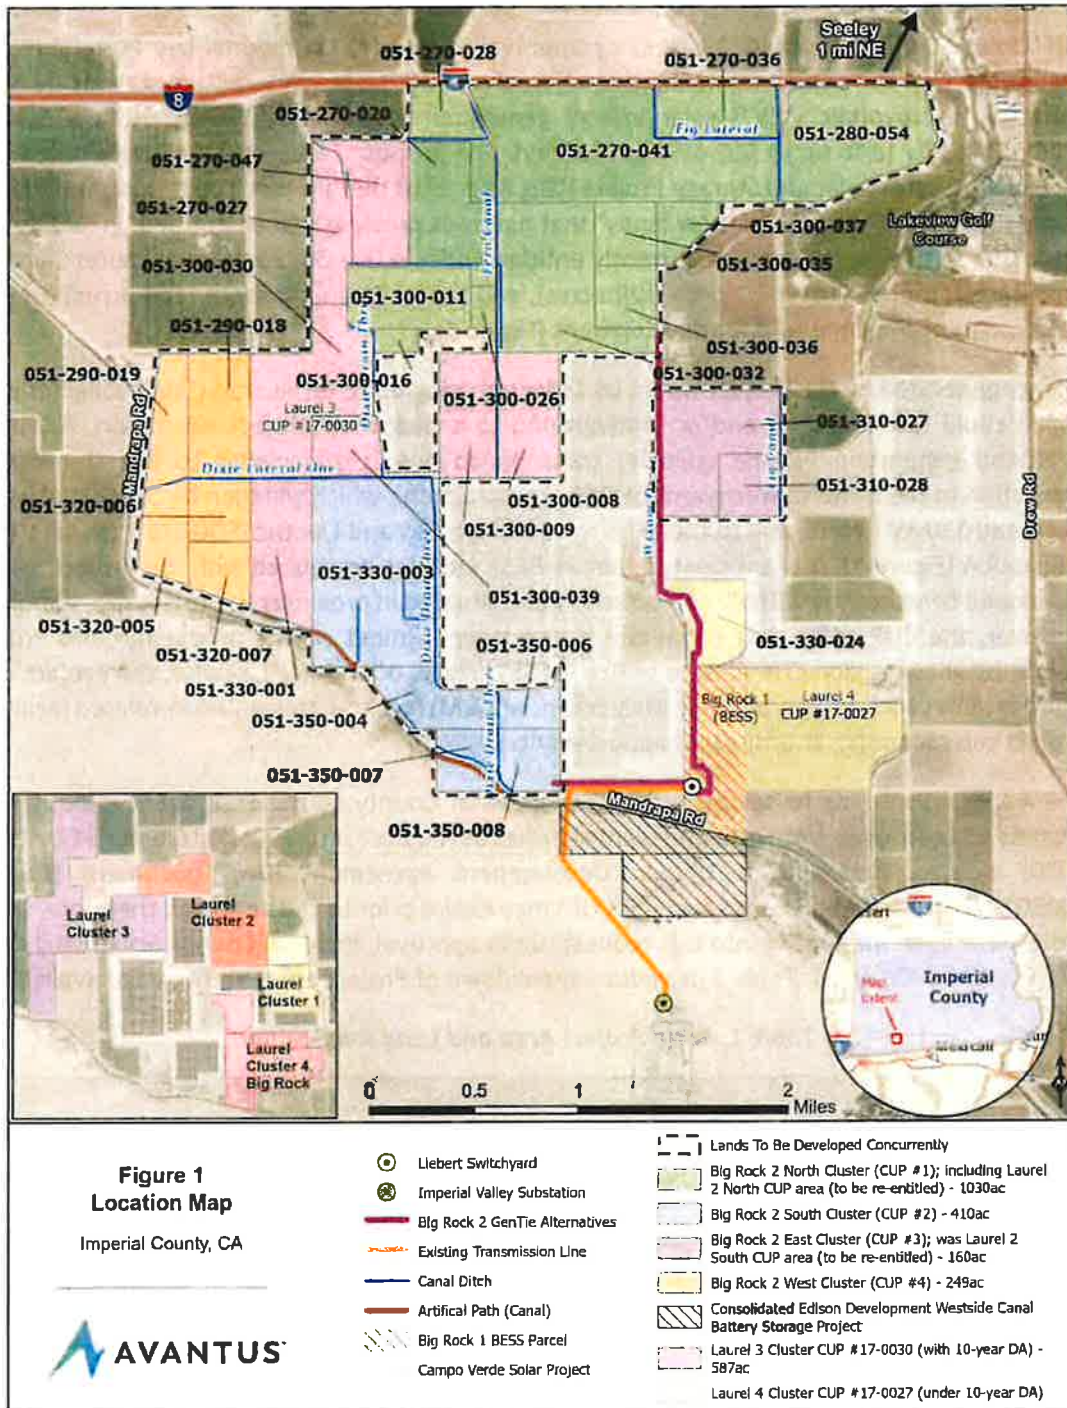 Seeley
1 mi NE
051-270-028
051-270-036
8
051-270-020
Fig Lateral
051-280-054
051-270-047
051-270-041
051-270-027
Fern Canal
051-300-037
Lakeview Golf
Course
051-300-030
051-300-035
051-300-011
051-290-018
051-300-036
051-290-019
051-300-016
051-300-032
051-300-026
Laurel 3
CUP #17-0030
051-310-027
Mandrapa Rd
Fig Canal
Drew Rd
Dixie Lateral One
051-310-028
051-320-006
051-300-008
051-300-009
051-330-003
051-300-039
051-320-005
051-320-007
051-350-006
051-330-024
051-330-001
Big Rock 1
(BESS)
Laurel 4
CUP #17-0027
051-350-004
051-350-007
Mandrapa Rd
051-350-008
Laurel
Cluster 3
Laurel
Cluster 2
Laurel
Cluster 1
Laurel
Cluster 4,
Big Rock
Imperial
County
Map
Extent
Mexicali
0
0.5
1
2
Miles
Figure 1
Location Map
Imperial County, CA
AVANTUS
Liebert Switchyard
Imperial Valley Substation
Big Rock 2 GenTie Alternatives
Existing Transmission Line
Canal Ditch
Artifical Path (Canal)
Big Rock 1 BESS Parcel
Campo Verde Solar Project
Lands To Be Developed Concurrently
Big Rock 2 North Cluster (CUP #1); including Laurel
2 North CUP area (to be re-entitled) - 1030ac
Big Rock 2 South Cluster (CUP #2) - 410ac
Big Rock 2 East Cluster (CUP #3); was Laurel 2
South CUP area (to be re-entitled) - 160ac
Big Rock 2 West Cluster (CUP #4) - 249ac
Consolidated Edison Development Westside Canal
Battery Storage Project
Laurel 3 Cluster CUP #17-0030 (with 10-year DA) -
587ac
Laurel 4 Cluster CUP #17-0027 (under 10-year DA)